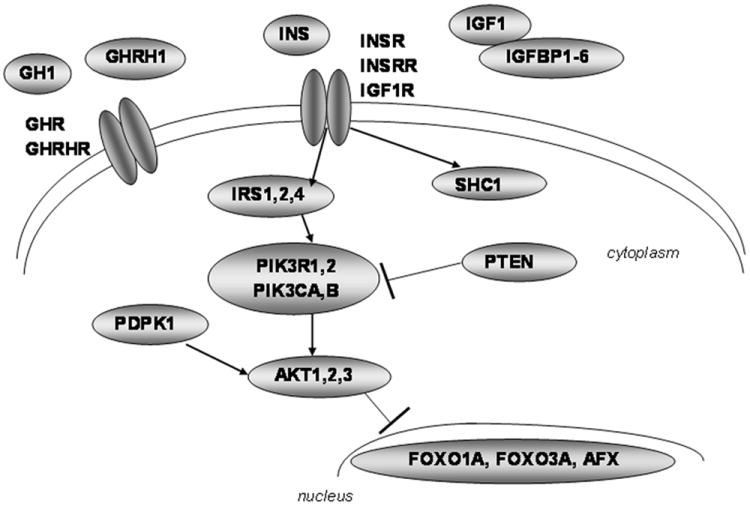 INS
IGF1
INSR
INSRR
IGF1R
IGFBP1-6
GHRH1
GH1
GHR
GHRHR
IRS1,2,4
SHC1
cytoplasm
PIK3R1,2
PIK3CA,B
PTEN
PDPK1
AKT1,2,3
FOXO1A, FOXO3A, AFX
nucleus